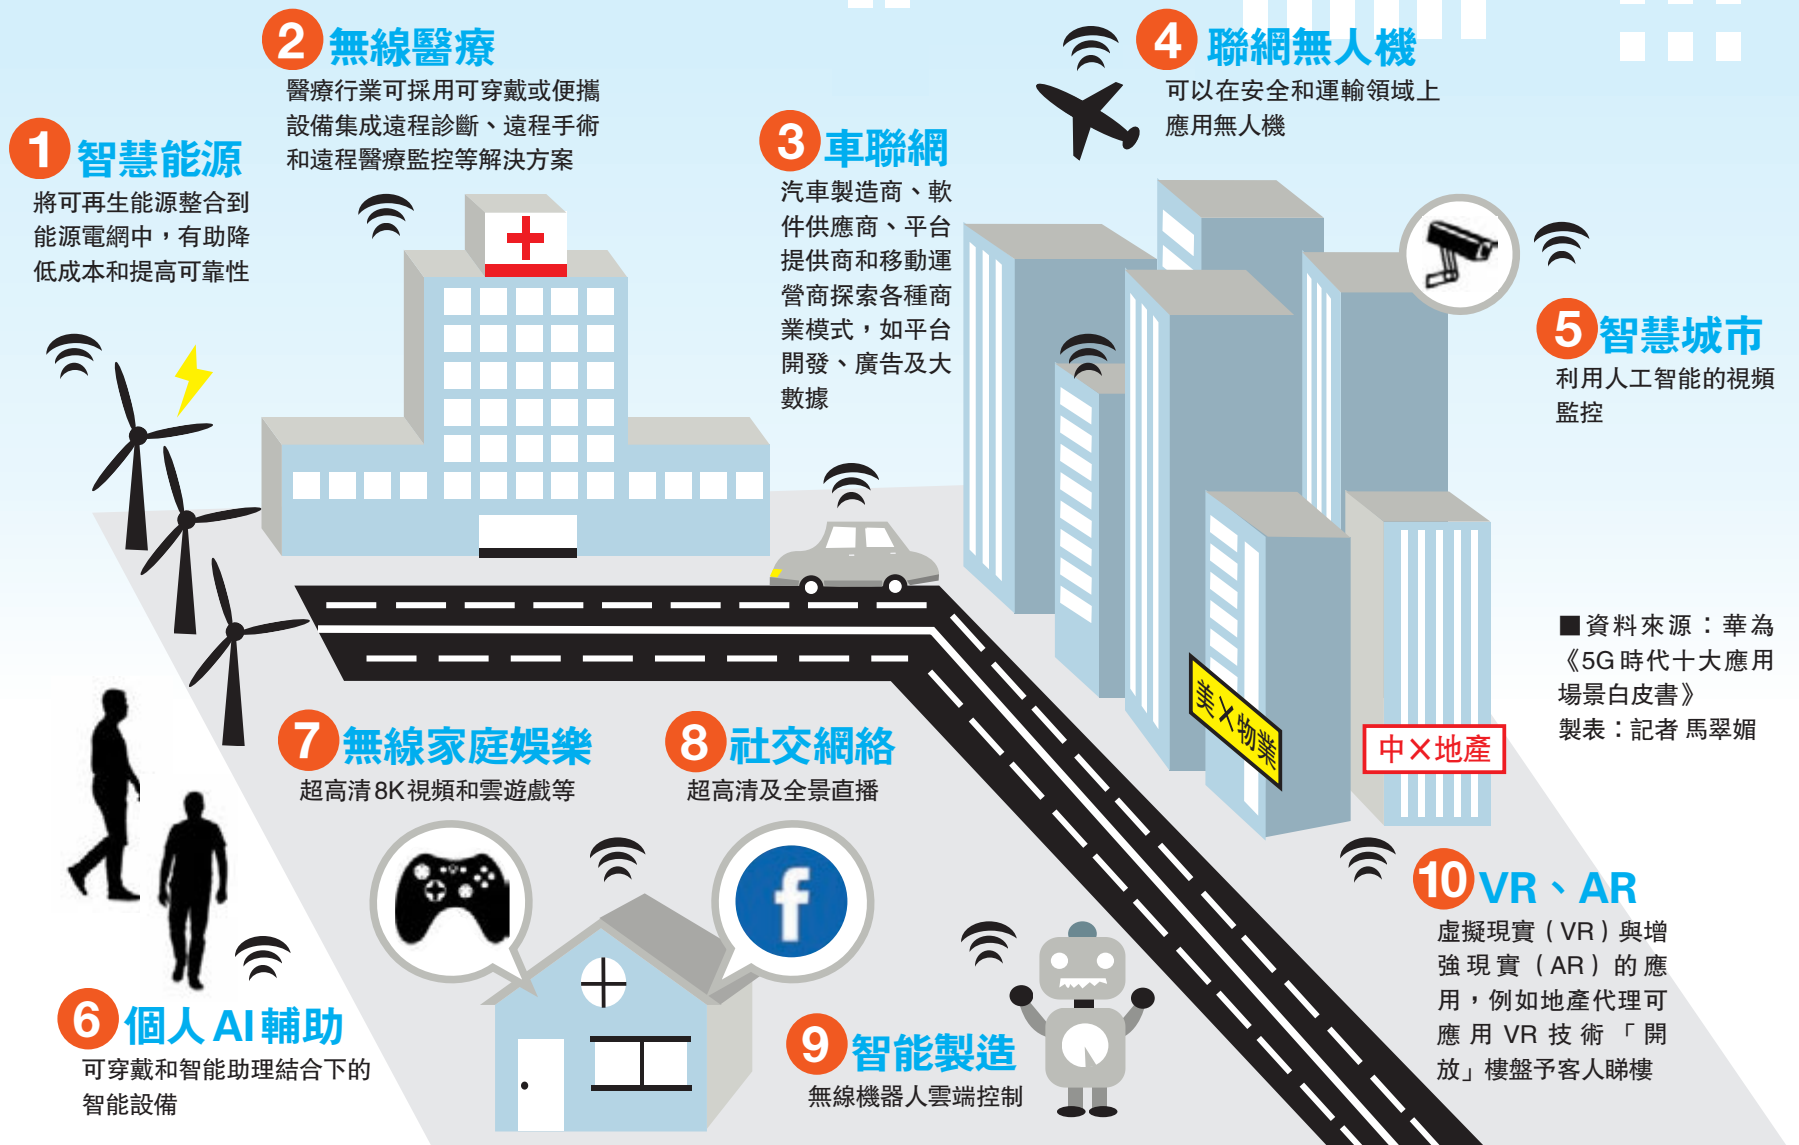 1 智慧能源
將可再生能源整合到
能源電網中，有助降
低成本和提高可靠性
2 無線醫療
醫療行業可採用可穿戴或便攜
設備集成遠程診斷、遠程手術
和遠程醫療監控等解決方案
3 車聯網
汽車製造商、軟
件供應商、平台
提供商和移動運
營商探索各種商
業模式，如平台
開發、廣告及大
數據
4 聯網無人機
可以在安全和運輸領域上
應用無人機
5 智慧城市
利用人工智能的視頻
監控
■資料來源：華為
《5G時代十大應用
場景白皮書》
製表：記者 馬翠媚
美×物業
中×地產
6 個人AI輔助
可穿戴和智能助理結合下的
智能設備
7 無線家庭娛樂
超高清8K視頻和雲遊戲等
8 社交網絡
超高清及全景直播
f
9 智能製造
無線機器人雲端控制
10 VR、AR
虛擬現實（VR）與增
強現實（AR）的應
用，例如地產代理可
應用VR技術「開
放」樓盤予客人睇樓